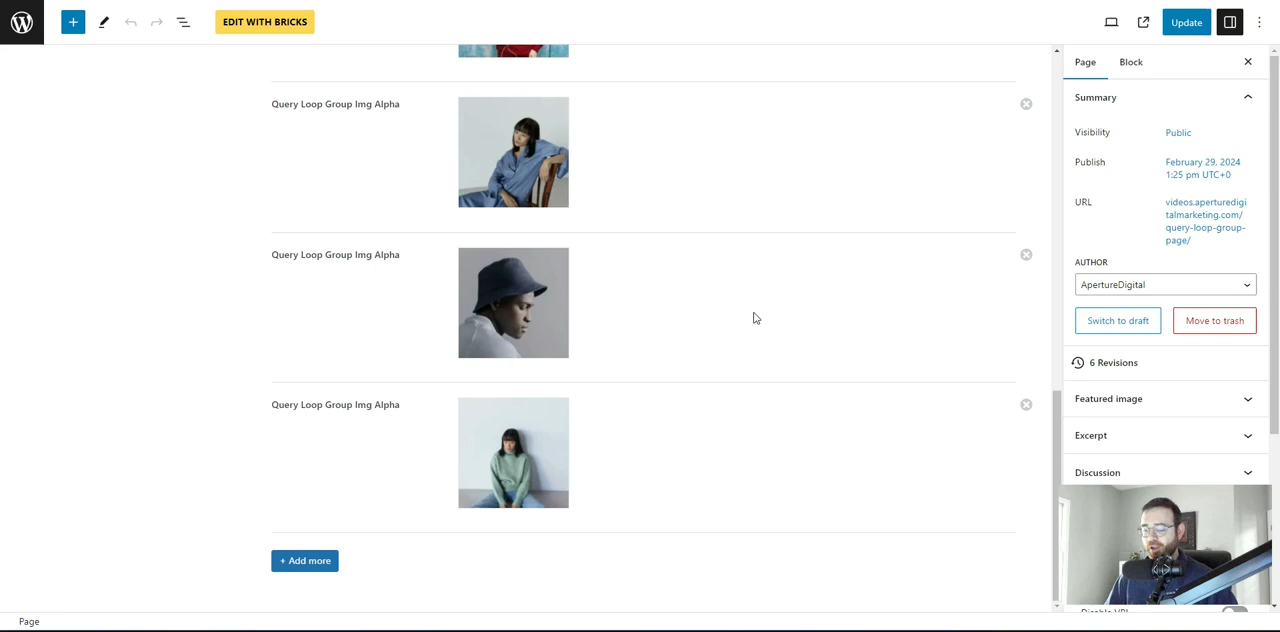 EDIT WITH BRICKS
Update
Query Loop Group Img Alpha
Query Loop Group Img Alpha
Query Loop Group Img Alpha
+ Add more
Page
Page Block
Summary
Visibility Public
Publish February 29, 2024
1:25 pm UTC+0
URL videos.aperturedigi
talmarketing.com/
query-loop-group-
page/
AUTHOR
ApertureDigital
Switch to draft Move to trash
6 Revisions
Featured image
Excerpt
Discussion